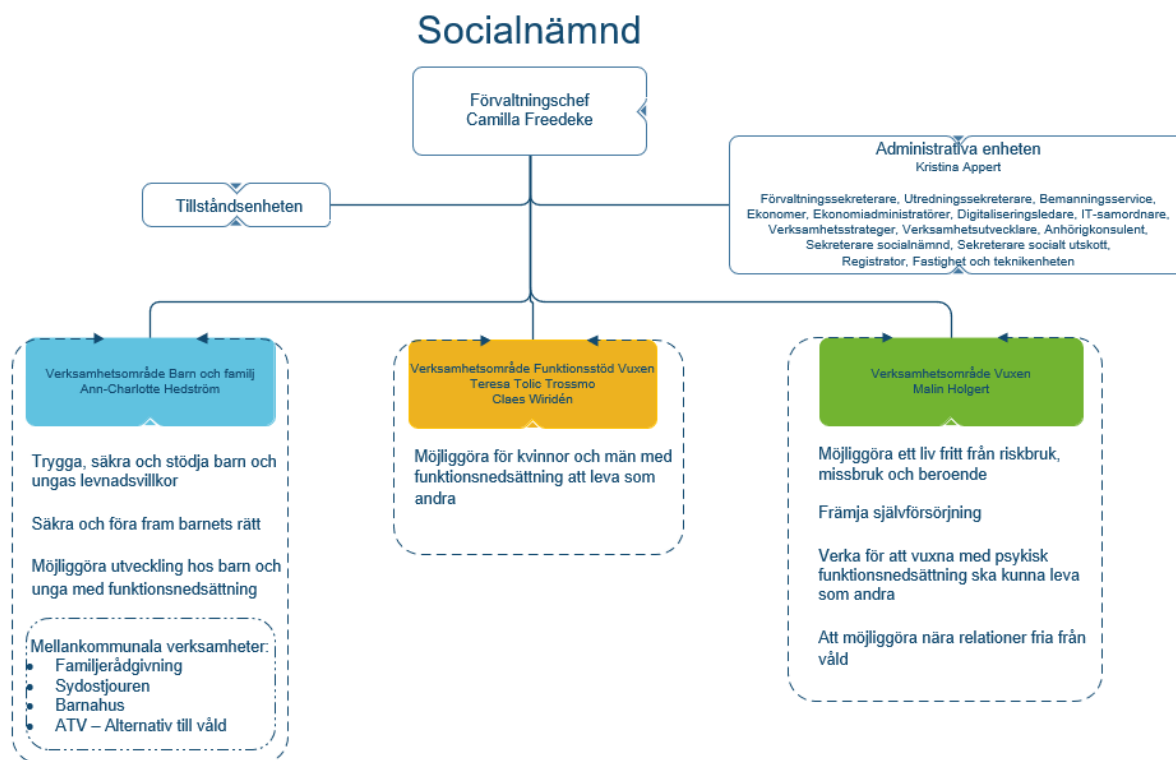 Socialnämnd
Förvaltningschef
Camilla Freedeke
Tillståndsenheten
Administrativa enheten
Kristina Appert
Förvaltningssekreterare, Utredningssekreterare, Bemanningsservice,
Ekonomer, Ekonomiadministratörer, Digitaliseringsledare, IT-samordnare,
Verksamhetsstrateger, Verksamhetsutvecklare, Anhörigkonsulent,
Sekreterare socialnämnd, Sekreterare socialt utskott,
Registrator, Fastighet och teknikenheten
Verksamhetsområde Barn och familj
Ann-Charlotte Hedström
Trygga, säkra och stödja barn och
ungas levnadsvillkor
Säkra och föra fram barnets rätt
Möjliggöra utveckling hos barn och
unga med funktionsnedsättning
Mellankommunala verksamheter:
• Familjerådgivning
• Sydostjouren
• Barnahus
• ATV – Alternativ till våld
Verksamhetsområde Funktionsstöd Vuxen
Teresa Tolic Trossmo
Claes Wiridén
Möjliggöra för kvinnor och män med
funktionsnedsättning att leva som
andra
Verksamhetsområde Vuxen
Malin Holgert
Möjliggöra ett liv fritt från riskbruk,
missbruk och beroende
Främja självförsörjning
Verka för att vuxna med psykisk
funktionsnedsättning ska kunna leva
som andra
Att möjliggöra nära relationer fria från
våld